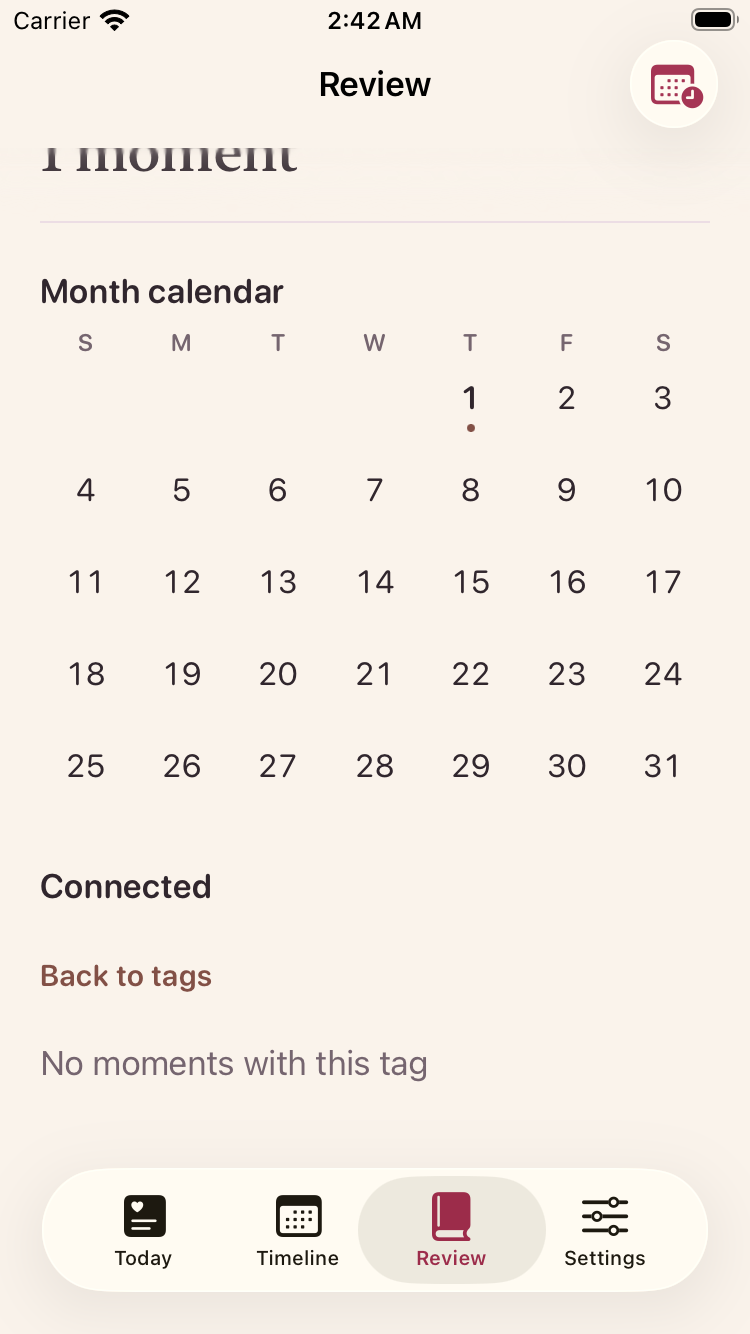 Carrier
2:42 AM
Review
1 moment
Month calendar
S M T W T F S
1 2 3
4 5 6 7 8 9 10
11 12 13 14 15 16 17
18 19 20 21 22 23 24
25 26 27 28 29 30 31
Connected
Back to tags
No moments with this tag
Today Timeline Review Settings